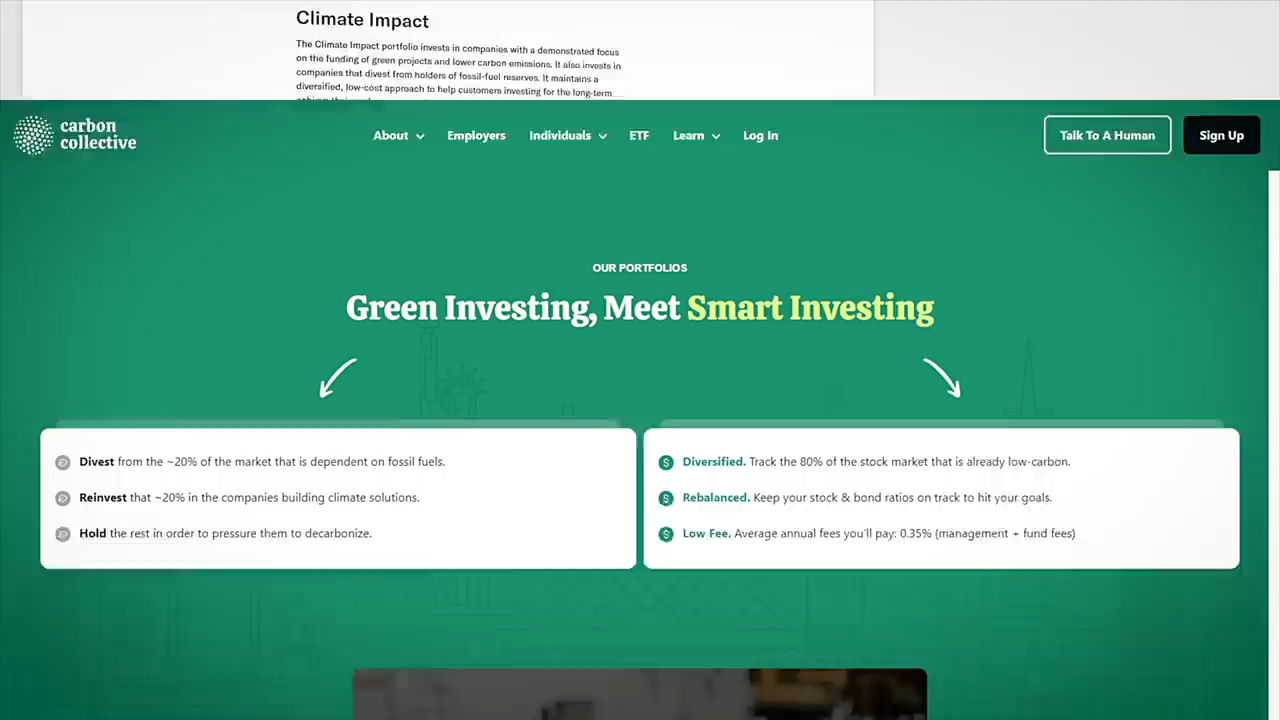 Climate Impact
The Climate Impact portfolio invests in companies with a demonstrated focus
on the funding of green projects and lower carbon emissions. It also invests in
companies that divest from holders of fossil-fuel reserves. It maintains a
diversified, low-cost approach to help customers investing for the long-term
carbon
collective
About
Employers
Individuals
ETF
Learn
Log In
Talk To A Human
Sign Up
OUR PORTFOLIOS
Green Investing, Meet Smart Investing
Divest from the ~20% of the market that is dependent on fossil fuels.
Reinvest that ~20% in the companies building climate solutions.
Hold the rest in order to pressure them to decarbonize.
Diversified. Track the 80% of the stock market that is already low-carbon.
Rebalanced. Keep your stock & bond ratios on track to hit your goals.
Low Fee. Average annual fees you'll pay: 0.35% (management + fund fees)